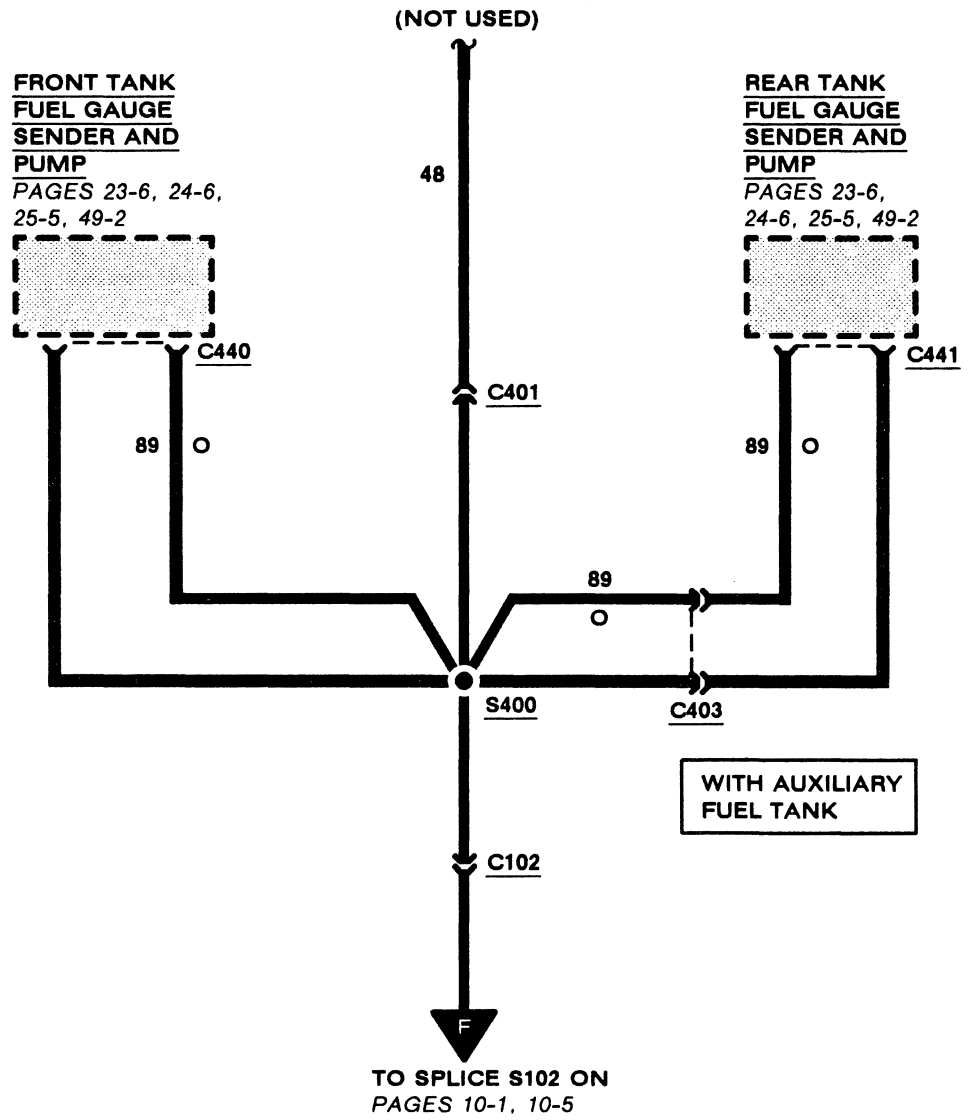 (NOT USED)
FRONT TANK
FUEL GAUGE
SENDER AND
PUMP
PAGES 23-6, 24-6,
25-5, 49-2
REAR TANK
FUEL GAUGE
SENDER AND
PUMP
PAGES 23-6,
24-6, 25-5, 49-2
48
C440
C441
C401
89 O
89 O
89
O
S400
C403
WITH AUXILIARY
FUEL TANK
C102
F
TO SPLICE S102 ON
PAGES 10-1, 10-5